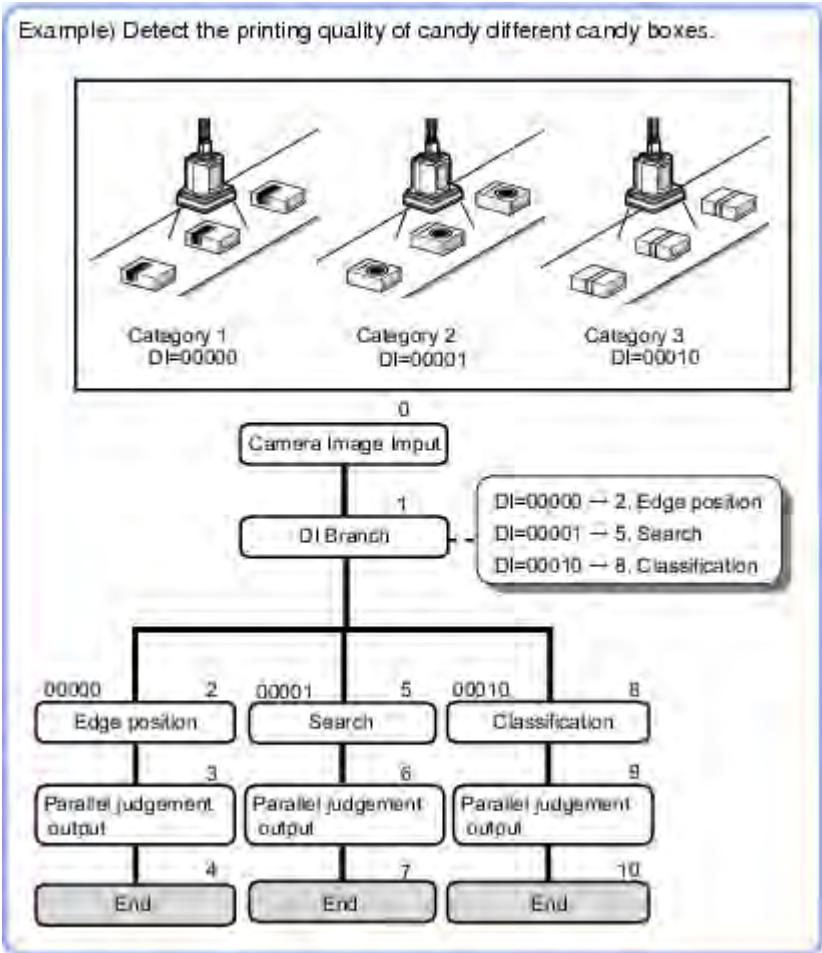 Example) Detect the printing quality of candy different candy boxes.
Category 1
DI=00000
Category 2
DI=00001
Category 3
DI=00010
0
Camera Image Imput
1
DI Branch
DI=00000 → 2. Edge position
DI=00001 → 5. Search
DI=00010 → 8. Classification
00000 2
00001 5
00010 8
Edge position
Search
Classification
3
6
9
Parallel judgement
output
Parallel judgement
output
Parallel judgement
output
4
7
10
End
End
End